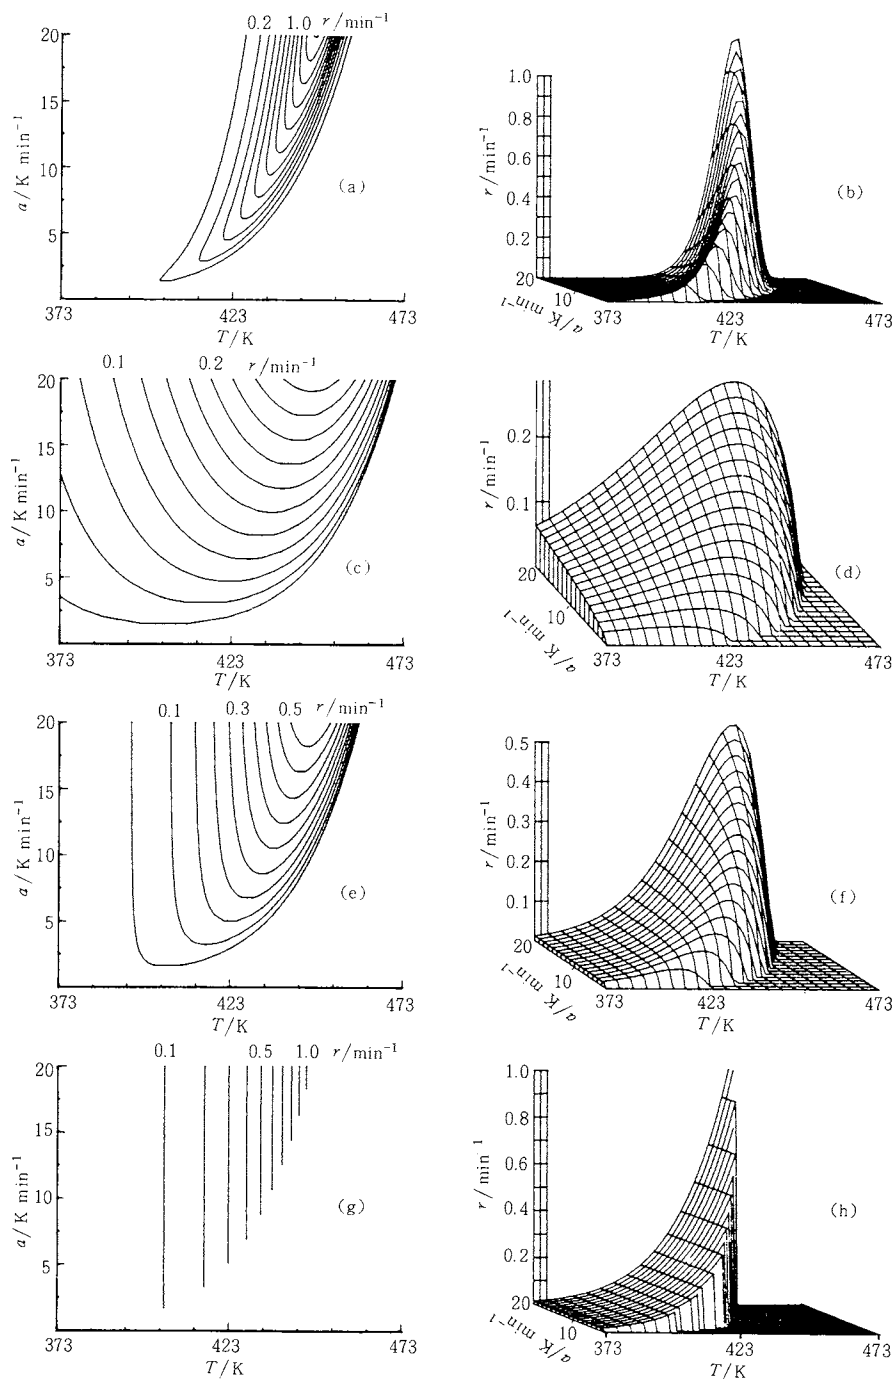 0.2 1.0 r/min⁻¹
20
15
10
5
a/K min⁻¹
(a)
373 423 473
T/K
1.0
0.8
0.6
0.4
0.2
r/min⁻¹
20
10
a/K min⁻¹
(b)
373 423 473
T/K
0.1 0.2 r/min⁻¹
20
15
10
5
a/K min⁻¹
(c)
373 423 473
T/K
0.2
0.1
r/min⁻¹
20
10
a/K min⁻¹
(d)
373 423 473
T/K
0.1 0.3 0.5 r/min⁻¹
20
15
10
5
a/K min⁻¹
(e)
373 423 473
T/K
0.5
0.4
0.3
0.2
0.1
r/min⁻¹
20
10
a/K min⁻¹
(f)
373 423 473
T/K
0.1 0.5 1.0 r/min⁻¹
20
15
10
5
a/K min⁻¹
(g)
373 423 473
T/K
1.0
0.8
0.6
0.4
0.2
r/min⁻¹
20
10
a/K min⁻¹
(h)
373 423 473
T/K